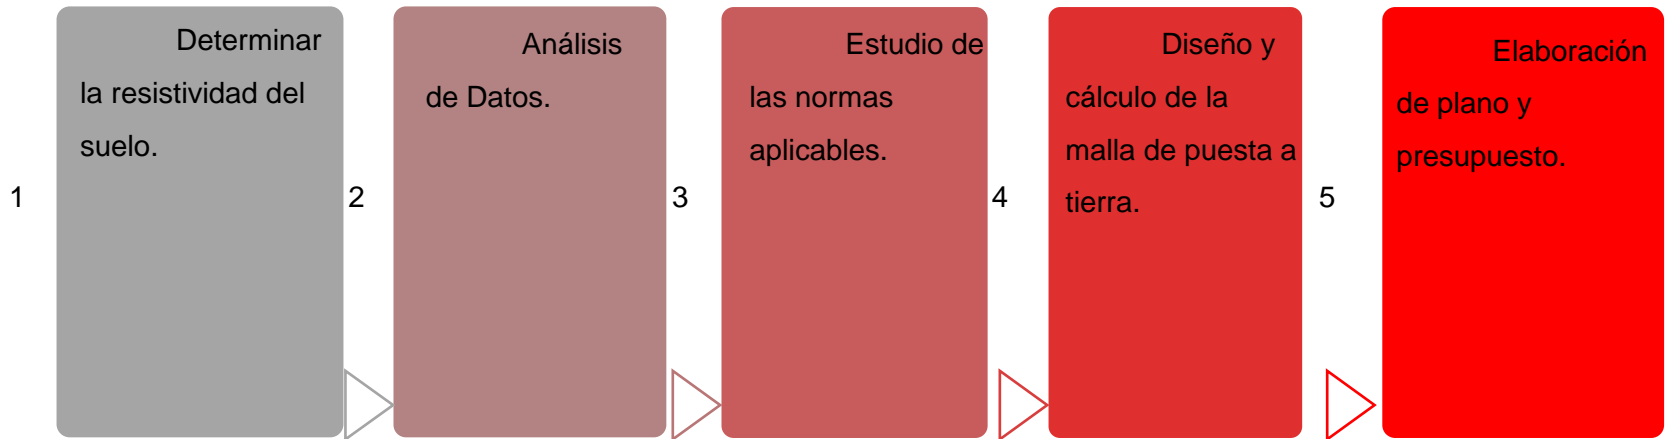 1
Determinar
la resistividad del
suelo.
2
Análisis
de Datos.
3
Estudio de
las normas
aplicables.
4
Diseño y
cálculo de la
malla de puesta a
tierra.
5
Elaboración
de plano y
presupuesto.